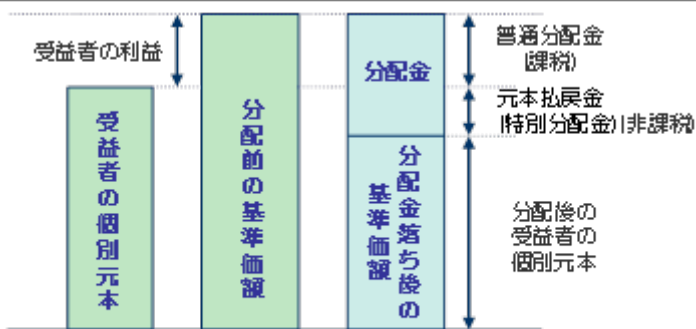 受益者の利益
受益者の個別元本
分配前の基準価額
分配金
分配金落ち後の
基準価額
普通分配金
(課税)
元本払戻金
(特別分配金)(非課税)
分配後の
受益者の
個別元本